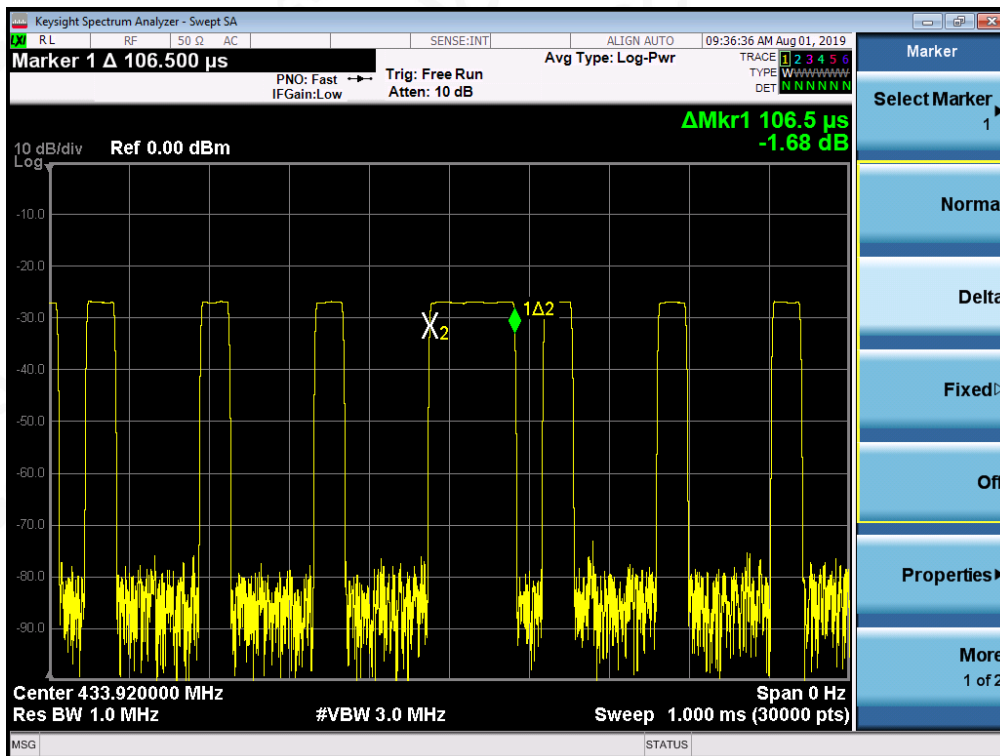 Keysight Spectrum Analyzer - Swept SA
LXI RL RF 50 Ω AC SENSE:INT ALIGN AUTO 09:36:36 AM Aug 01, 2019
Marker 1 Δ 106.500 µs
PNO: Fast
IFGain:Low
Trig: Free Run
Atten: 10 dB
Avg Type: Log-Pwr
TRACE 1 2 3 4 5 6
TYPE WWWWWW
DET N N N N N N
ΔMkr1 106.5 µs
-1.68 dB
10 dB/div Ref 0.00 dBm
Log
-10.0
-20.0
-30.0
-40.0
-50.0
-60.0
-70.0
-80.0
-90.0
X2
1Δ2
Center 433.920000 MHz
Span 0 Hz
Res BW 1.0 MHz
#VBW 3.0 MHz
Sweep 1.000 ms (30000 pts)
MSG
STATUS
Marker
Select Marker
1
Norma
Delta
Fixed
Off
Properties
More
1 of 2